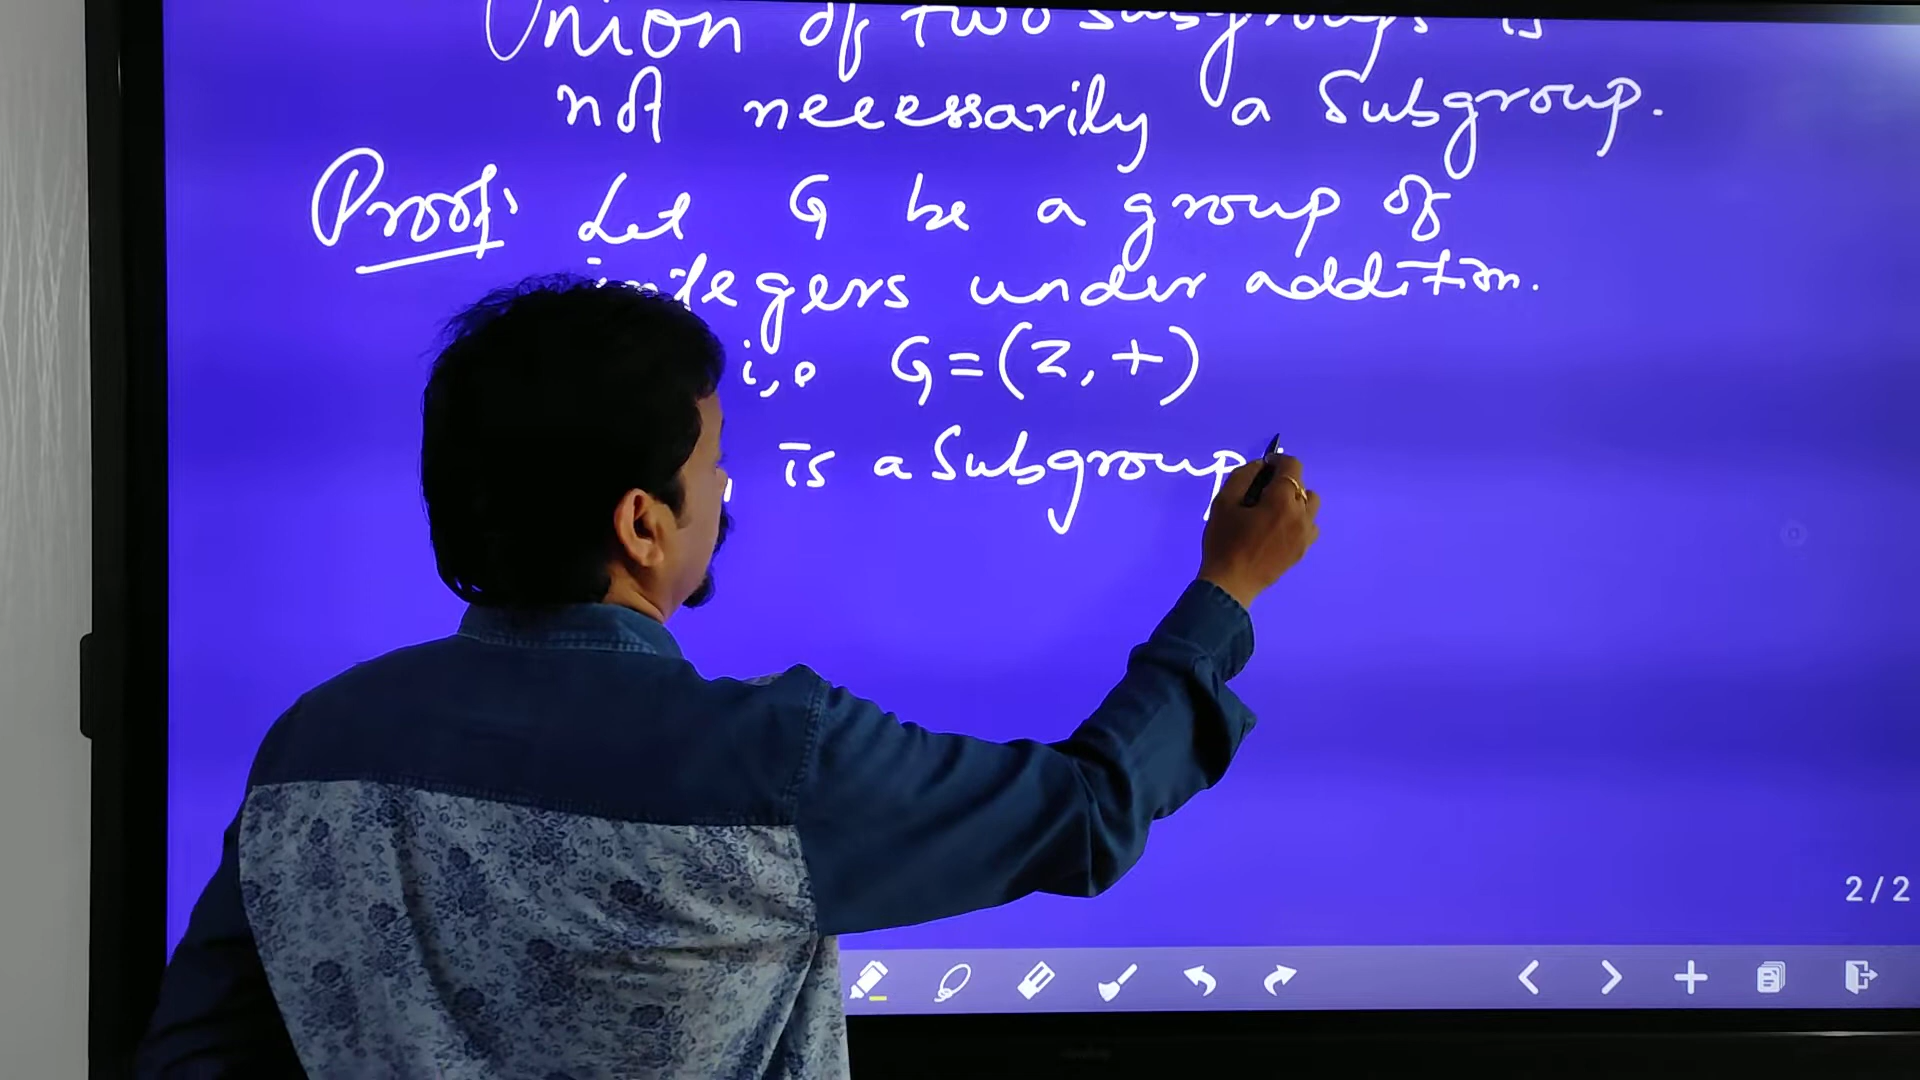 Union of two subgroups is
not necessarily a Subgroup.
Proof: Let G be a group of
integers under addition.
i,e G=(Z,+)
is a Subgroup
2/2